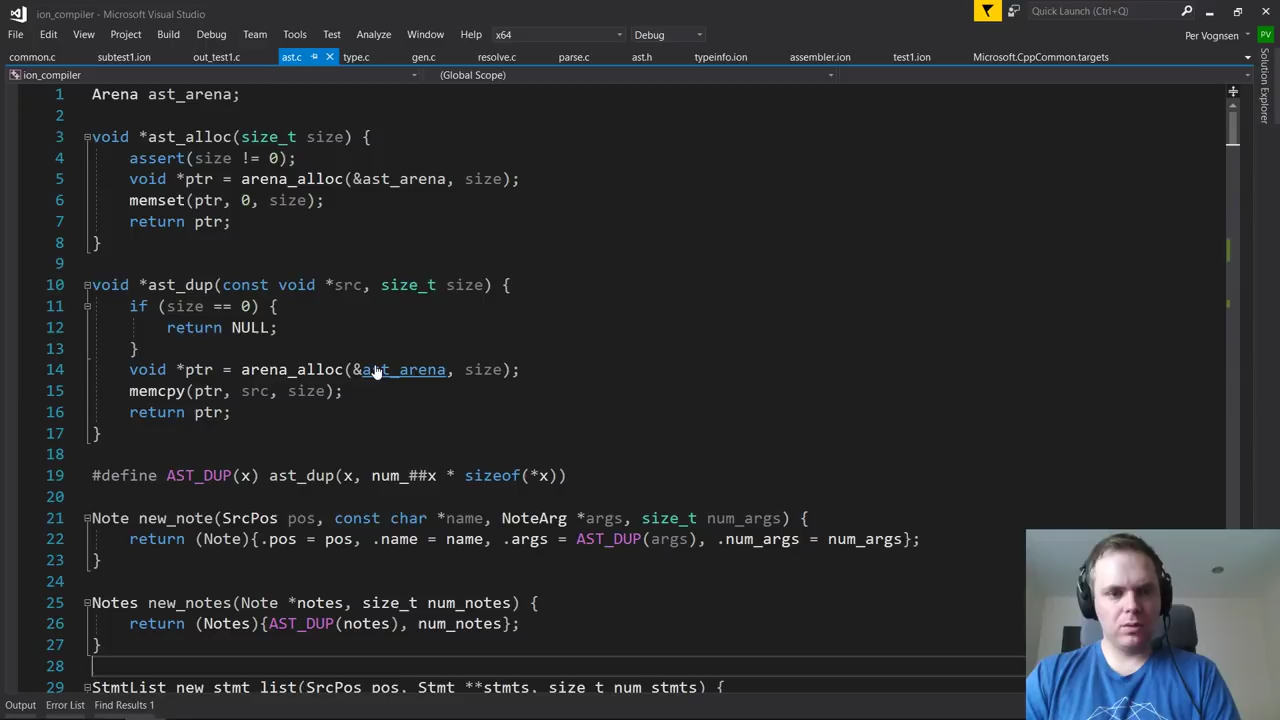 ion_compiler - Microsoft Visual Studio
Quick Launch (Ctrl+Q)
File Edit View Project Build Debug Team Tools Test Analyze Window Help x64 Debug Per Vognsen PV
common.c subtest1.ion out_test1.c ast.c type.c gen.c resolve.c parse.c ast.h typeinfo.ion assembler.ion test1.ion Microsoft.CppCommon.targets
ion_compiler (Global Scope)
Solution Explorer
1 Arena ast_arena;
2
3 void *ast_alloc(size_t size) {
4 assert(size != 0);
5 void *ptr = arena_alloc(&ast_arena, size);
6 memset(ptr, 0, size);
7 return ptr;
8 }
9
10 void *ast_dup(const void *src, size_t size) {
11 if (size == 0) {
12 return NULL;
13 }
14 void *ptr = arena_alloc(&ast_arena, size);
15 memcpy(ptr, src, size);
16 return ptr;
17 }
18
19 #define AST_DUP(x) ast_dup(x, num_##x * sizeof(*x))
20
21 Note new_note(SrcPos pos, const char *name, NoteArg *args, size_t num_args) {
22 return (Note){.pos = pos, .name = name, .args = AST_DUP(args), .num_args = num_args};
23 }
24
25 Notes new_notes(Note *notes, size_t num_notes) {
26 return (Notes){AST_DUP(notes), num_notes};
27 }
28
29 StmtList new_stmt_list(SrcPos pos, Stmt **stmts, size_t num_stmts) {
Output Error List Find Results 1